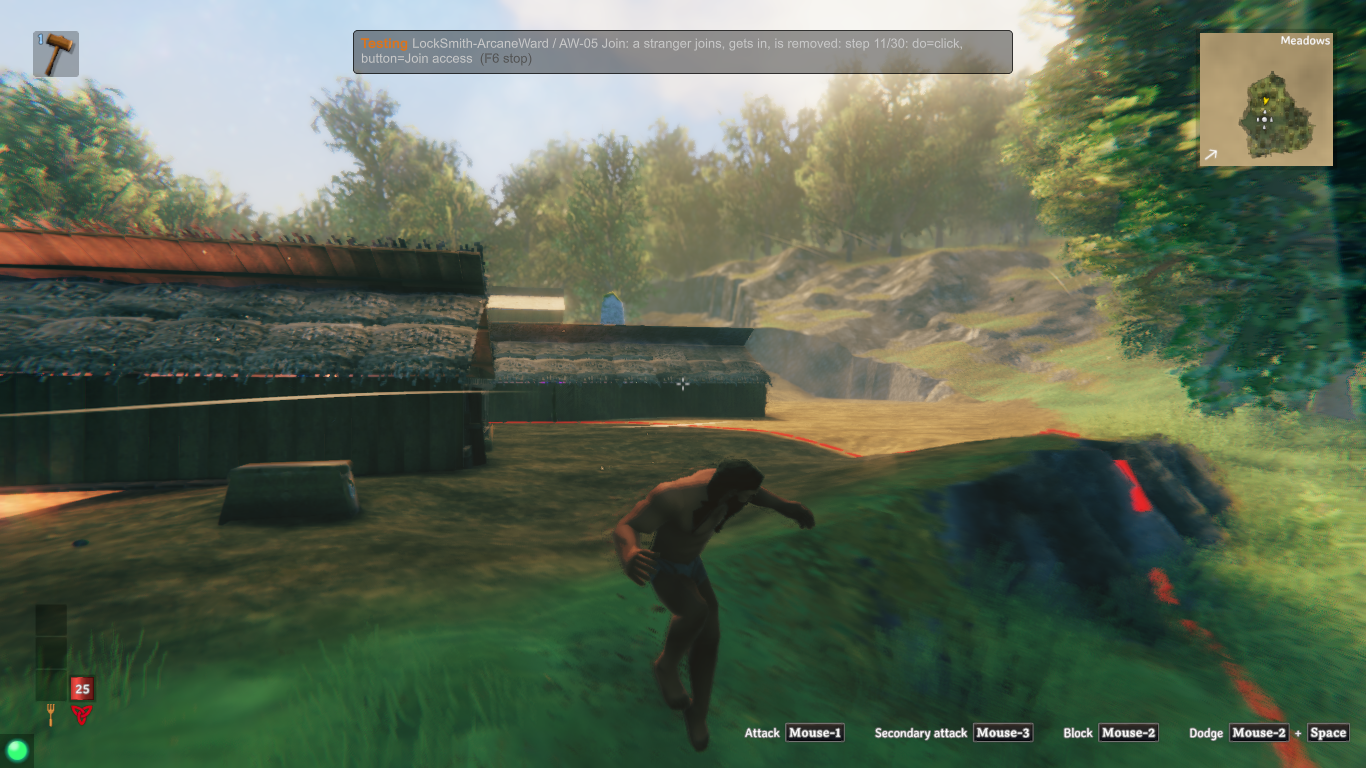 1
Testing LockSmith-ArcaneWard / AW-05 Join: a stranger joins, gets in, is removed: step 11/30: do=click,
button=Join access (F6 stop)
Meadows
25
Attack Mouse-1 Secondary attack Mouse-3 Block Mouse-2 Dodge Mouse-2 + Space